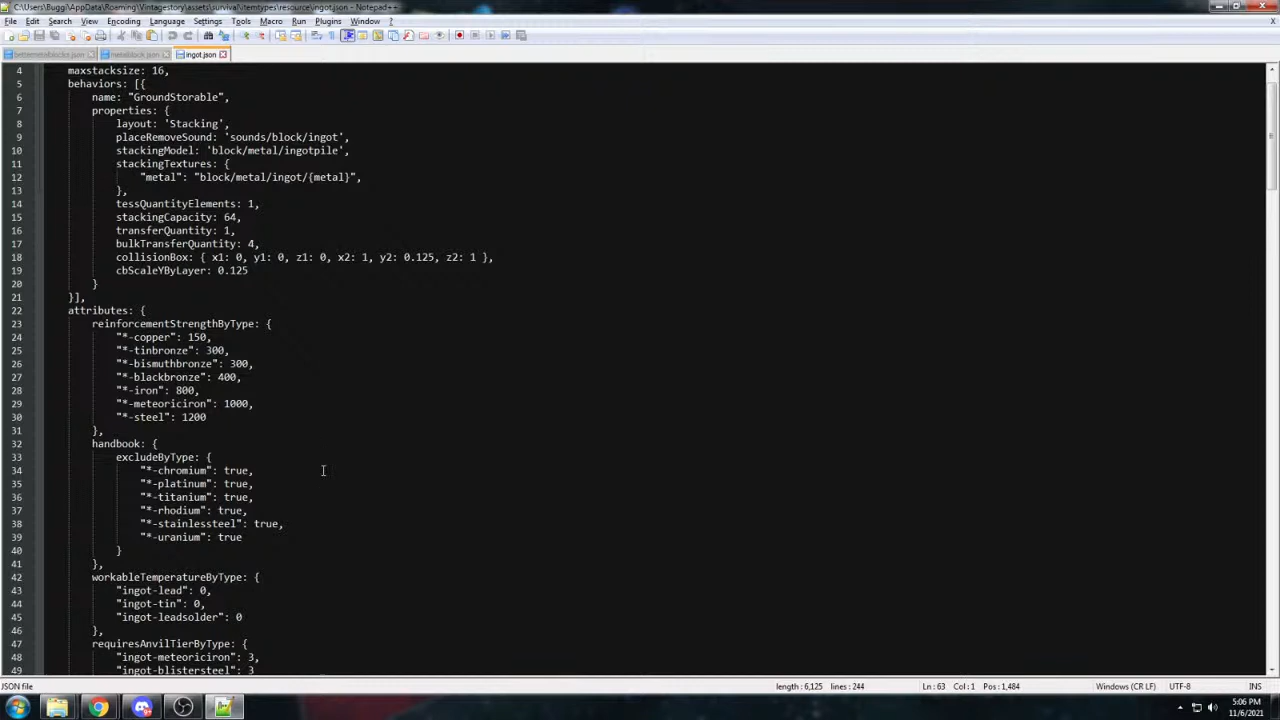 C:\Users\Buggi\AppData\Roaming\Vintagestory\assets\survival\itemtypes\resource\ingot.json - Notepad++
File Edit Search View Encoding Language Settings Tools Macro Run Plugins Window ? X
bettermetalblocks.json metalblock.json ingot.json
4 maxstacksize: 16,
5 behaviors: [{
6 name: "GroundStorable",
7 properties: {
8 layout: 'Stacking',
9 placeRemoveSound: 'sounds/block/ingot',
10 stackingModel: 'block/metal/ingotpile',
11 stackingTextures: {
12 "metal": "block/metal/ingot/{metal}",
13 },
14 tessQuantityElements: 1,
15 stackingCapacity: 64,
16 transferQuantity: 1,
17 bulkTransferQuantity: 4,
18 collisionBox: { x1: 0, y1: 0, z1: 0, x2: 1, y2: 0.125, z2: 1 },
19 cbScaleYByLayer: 0.125
20 }
21 }],
22 attributes: {
23 reinforcementStrengthByType: {
24 "*-copper": 150,
25 "*-tinbronze": 300,
26 "*-bismuthbronze": 300,
27 "*-blackbronze": 400,
28 "*-iron": 800,
29 "*-meteoriciron": 1000,
30 "*-steel": 1200
31 },
32 handbook: {
33 excludeByType: {
34 "*-chromium": true,
35 "*-platinum": true,
36 "*-titanium": true,
37 "*-rhodium": true,
38 "*-stainlessteel": true,
39 "*-uranium": true
40 }
41 },
42 workableTemperatureByType: {
43 "ingot-lead": 0,
44 "ingot-tin": 0,
45 "ingot-leadsolder": 0
46 },
47 requiresAnvilTierByType: {
48 "ingot-meteoriciron": 3,
49 "ingot-blistersteel": 3
JSON file length : 6,125 lines : 244 Ln : 63 Col : 1 Pos : 1,484 Windows (CR LF) UTF-8 INS
5:06 PM
11/6/2021